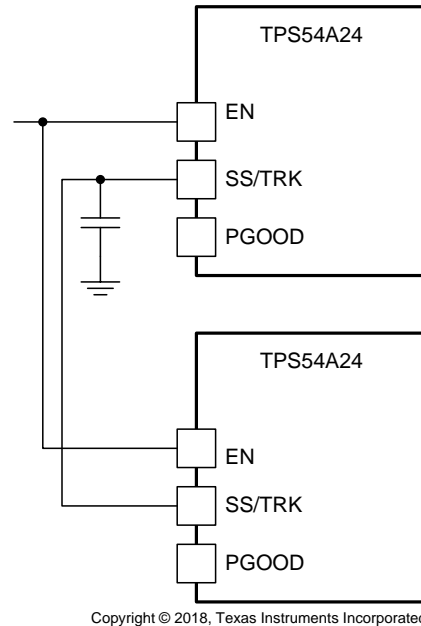 TPS54A24
EN
SS/TRK
PGOOD
TPS54A24
EN
SS/TRK
PGOOD
Copyright © 2018, Texas Instruments Incorporated